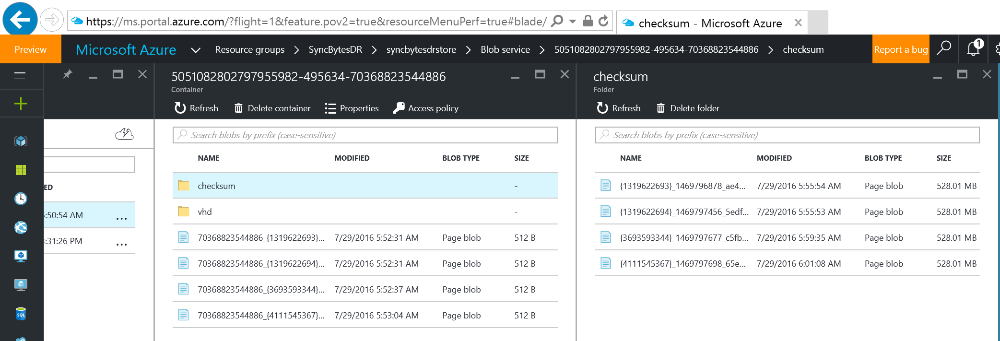 https://ms.portal.azure.com/?flight=1&feature.pov2=true&resourceMenuPerf=true#blade/
checksum - Microsoft Azure
Preview
Microsoft Azure
Resource groups
SyncBytesDR
syncbytesdrstore
Blob service
5051082802797955982-495634-70368823544886
checksum
Report a bug
1
ED
:50:54 AM
...
:31:26 PM
...
SQL
5051082802797955982-495634-70368823544886
Container
Refresh
Delete container
Properties
Access policy
Search blobs by prefix (case-sensitive)
NAME MODIFIED BLOB TYPE SIZE
checksum -
vhd -
70368823544886_{1319622693}... 7/29/2016 5:52:31 AM Page blob 512 B
70368823544886_{1319622694}... 7/29/2016 5:52:31 AM Page blob 512 B
70368823544886_{3693593344}... 7/29/2016 5:52:37 AM Page blob 512 B
70368823544886_{4111545367}... 7/29/2016 5:53:04 AM Page blob 512 B
checksum
Folder
Refresh
Delete folder
Search blobs by prefix (case-sensitive)
NAME MODIFIED BLOB TYPE SIZE
{1319622693}_1469796878_ae4... 7/29/2016 5:55:54 AM Page blob 528.01 MB
{1319622694}_1469797456_5edf... 7/29/2016 5:55:53 AM Page blob 528.01 MB
{3693593344}_1469797677_c5fb... 7/29/2016 5:59:35 AM Page blob 528.01 MB
{4111545367}_1469797698_65e... 7/29/2016 6:01:08 AM Page blob 528.01 MB